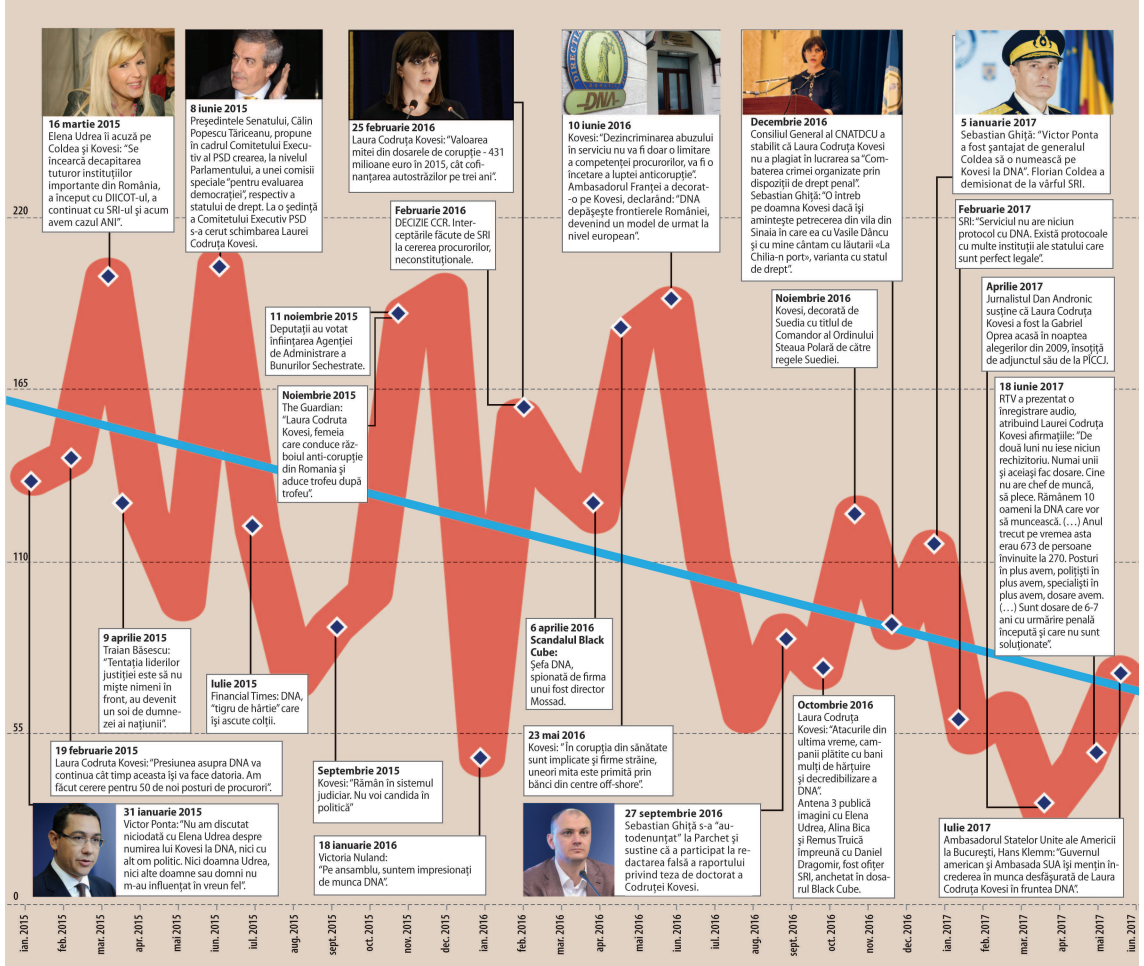 16 martie 2015
Elena Udrea îi acuză pe
Coldea și Kovesi: “Se
încearcă decapitarea
tuturor instituțiilor
importante din România,
a început cu DIICOT-ul, a
continuat cu SRI-ul și acum
avem cazul ANI”.
8 iunie 2015
Președintele Senatului, Călin
Popescu Tăriceanu, propune
în cadrul Comitetului Execu-
tiv al PSD crearea, la nivelul
Parlamentului, a unei comisii
speciale “pentru evaluarea
democrației”, respectiv a
statului de drept. La o ședință
a Comitetului Executiv PSD
s-a cerut schimbarea Laurei
Codruța Kovesi.
25 februarie 2016
Laura Codruța Kovesi: “Valoarea
mitei din dosarele de corupție - 431
milioane euro în 2015, cât cofi-
nanțarea autostrăzilor pe trei ani”.
Februarie 2016
DECIZIE CCR. Inter-
ceptările făcute de SRI
la cererea procurorilor,
neconstituționale.
DIRECȚIA
DNA
10 iunie 2016
Kovesi: “Dezincriminarea abuzului
în serviciu nu va fi doar o limitare
a competenței procurorilor, va fi o
încetare a luptei anticorupție”.
Ambasadorul Franței a decorat-
-o pe Kovesi, declarând: “DNA
depășește frontierele României,
devenind un model de urmat la
nivel european”.
Decembrie 2016
Consiliul General al CNATDCU a
stabilit că Laura Codruța Kovesi
nu a plagiat în lucrarea sa “Com-
baterea crimei organizate prin
dispoziții de drept penal”.
Sebastian Ghiță: “O întreb
pe doamna Kovesi dacă își
amintește petrecerea din vila din
Sinaia în care ea cu Vasile Dâncu
și cu mine cântam cu lăutarii «La
Chilia-n port», varianta cu statul
de drept”.
5 ianuarie 2017
Sebastian Ghiță: “Victor Ponta
a fost șantajat de generalul
Coldea să o numească pe
Kovesi la DNA”. Florian Coldea a
demisionat de la vârful SRI.
Februarie 2017
SRI: “Serviciul nu are niciun
protocol cu DNA. Există protocoale
cu multe instituții ale statului care
sunt perfect legale”.
Aprilie 2017
Jurnalistul Dan Andronic
susține că Laura Codruța
Kovesi a fost la Gabriel
Oprea acasă în noaptea
alegerilor din 2009, însoțită
de adjunctul său de la PÎCCJ.
11 noiembrie 2015
Deputații au votat
înființarea Agenției
de Administrare a
Bunurilor Sechestrate.
Noiembrie 2016
Kovesi, decorată de
Suedia cu titlul de
Comandor al Ordinului
Steaua Polară de către
regele Suediei.
Noiembrie 2015
The Guardian:
“Laura Codruta
Kovesi, femeia
care conduce răz-
boiul anti-corupție
din Romania și
aduce trofeu după
trofeu”.
18 iunie 2017
RTV a prezentat o
înregistrare audio,
atribuind Laurei Codruța
Kovesi afirmațiile: “De
două luni nu iese niciun
rechizitoriu. Numai unii
și aceiași fac dosare. Cine
nu are chef de muncă,
să plece. Rămânem 10
oameni la DNA care vor
să muncească. (…) Anul
trecut pe vremea asta
erau 673 de persoane
învinuite la 270. Posturi
în plus avem, polițiști în
plus avem, specialiști în
plus avem, dosare avem.
(…) Sunt dosare de 6-7
ani cu urmărire penală
începută și care nu sunt
soluționate”.
9 aprilie 2015
Traian Băsescu:
“Tentația liderilor
justiției este să nu
miște nimeni în
front, au devenit
un soi de dumne-
zei ai națiunii”.
Iulie 2015
Financial Times: DNA,
“tigru de hârtie” care
își ascute colții.
6 aprilie 2016
Scandalul Black
Cube:
Șefa DNA,
spionată de firma
unui fost director
Mossad.
23 mai 2016
Kovesi: “În corupția din sănătate
sunt implicate și firme străine,
uneori mita este primită prin
bănci din centre off-shore”.
Octombrie 2016
Laura Codruța
Kovesi: “Atacurile din
ultima vreme, cam-
panii plătite cu bani
mulți de hărțuire
și decredibilizare a
DNA”.
Antena 3 publică
imagini cu Elena
Udrea, Alina Bica
și Remus Truică
împreună cu Daniel
Dragomir, fost ofițer
SRI, anchetat în dosa-
rul Black Cube.
19 februarie 2015
Laura Codruta Kovesi: “Presiunea asupra DNA va
continua cât timp aceasta își va face datoria. Am
făcut cerere pentru 50 de noi posturi de procurori”.
Septembrie 2015
Kovesi: “Rămân în sistemul
judiciar. Nu voi candida în
politică”
31 ianuarie 2015
Victor Ponta: “Nu am discutat
niciodată cu Elena Udrea despre
numirea lui Kovesi la DNA, nici cu
alt om politic. Nici doamna Udrea,
nici alte doamne sau domni nu
m-au influențat în vreun fel”.
18 ianuarie 2016
Victoria Nuland:
“Pe ansamblu, suntem impresionați
de munca DNA”.
27 septembrie 2016
Sebastian Ghiță s-a “au-
todenunțat” la Parchet și
sustine că a participat la re-
dactarea falsă a raportului
privind teza de doctorat a
Codruței Kovesi.
Iulie 2017
Ambasadorul Statelor Unite ale Americii
la București, Hans Klemm: “Guvernul
american și Ambasada SUA își mențin în-
crederea în munca desfășurată de Laura
Codruța Kovesi în fruntea DNA”.
220
165
110
55
0
ian. 2015
feb. 2015
mar. 2015
apr. 2015
mai 2015
iun. 2015
iul. 2015
aug. 2015
sept. 2015
oct. 2015
nov. 2015
dec. 2015
ian. 2016
feb. 2016
mar. 2016
apr. 2016
mai 2016
iun. 2016
iul. 2016
aug. 2016
sept. 2016
oct. 2016
nov. 2016
dec. 2016
ian. 2017
feb. 2017
mar. 2017
apr. 2017
mai 2017
iun. 2017